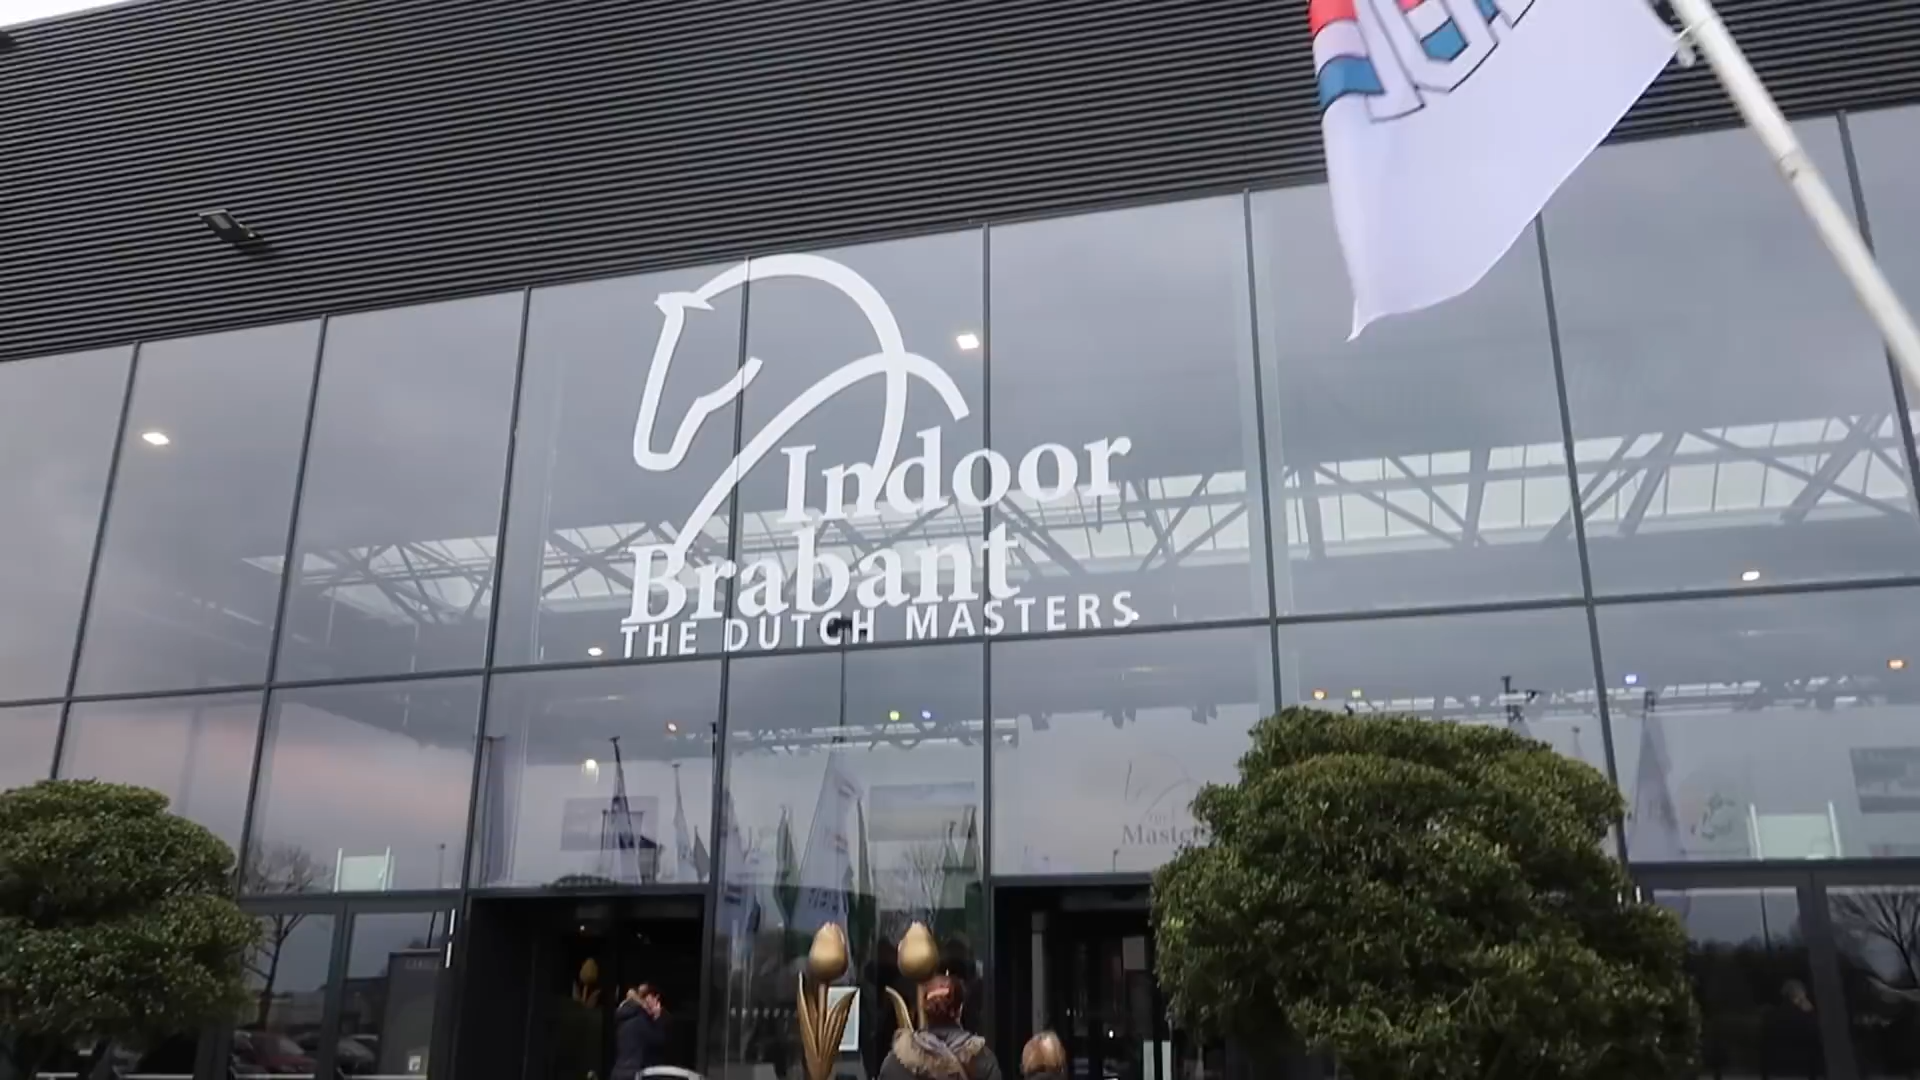 Indoor
Brabant
THE DUTCH MASTERS.